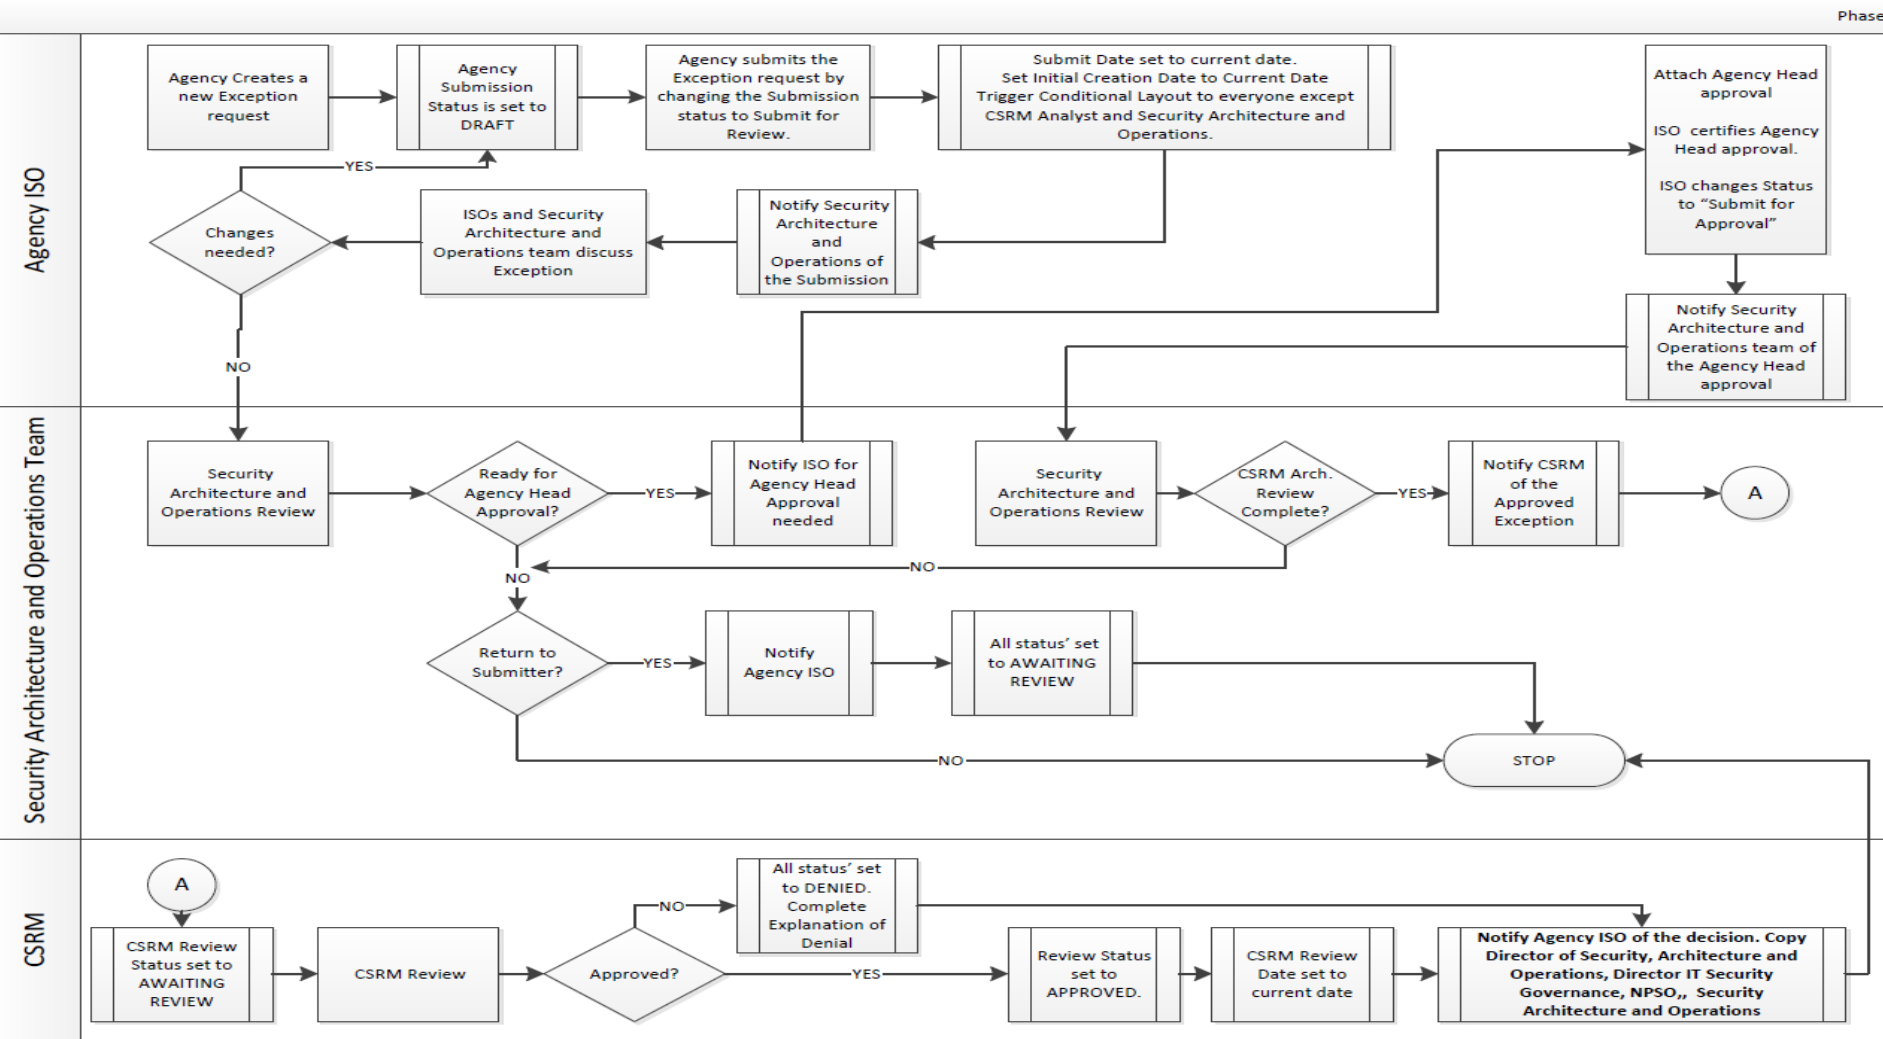 Phase
Agency ISO
Agency Creates a
new Exception
request
Agency
Submission
Status is set to
DRAFT
Agency submits the
Exception request by
changing the Submission
status to Submit for
Review.
Submit Date set to current date.
Set Initial Creation Date to Current Date
Trigger Conditional Layout to everyone except
CSRM Analyst and Security Architecture and
Operations.
Attach Agency Head
approval
ISO certifies Agency
Head approval.
ISO changes Status
to “Submit for
Approval”
YES
Changes
needed?
ISOs and Security
Architecture and
Operations team discuss
Exception
Notify Security
Architecture
and
Operations of
the Submission
Notify Security
Architecture and
Operations team of
the Agency Head
approval
NO
Security Architecture and Operations Team
Security
Architecture and
Operations Review
Ready for
Agency Head
Approval?
YES
Notify ISO for
Agency Head
Approval
needed
Security
Architecture and
Operations Review
CSRM Arch.
Review
Complete?
YES
Notify CSRM
of the
Approved
Exception
A
NO
NO
Return to
Submitter?
YES
Notify
Agency ISO
All status’ set
to AWAITING
REVIEW
NO
STOP
CSRM
A
CSRM Review
Status set to
AWAITING
REVIEW
CSRM Review
Approved?
NO
All status’ set
to DENIED.
Complete
Explanation of
Denial
YES
Review Status
set to
APPROVED.
CSRM Review
Date set to
current date
Notify Agency ISO of the decision. Copy
Director of Security, Architecture and
Operations, Director IT Security
Governance, NPSO,, Security
Architecture and Operations